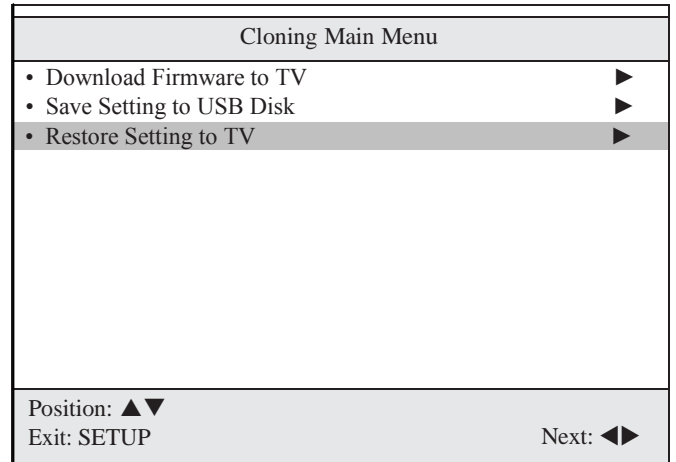 Cloning Main Menu
• Download Firmware to TV ►
• Save Setting to USB Disk ►
• Restore Setting to TV ►
Position: ▲▼
Exit: SETUP Next: ◄►